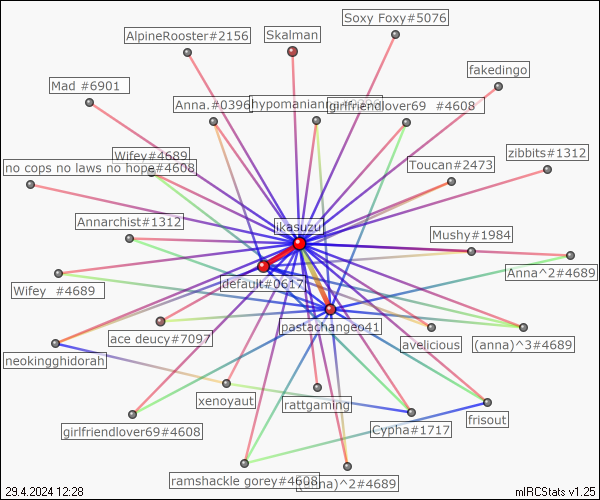 Soxy Foxy#5076
AlpineRooster#2156
Skalman
fakedingo
Mad #6901
Anna.#0396
hypomanian
girlfriendlover69 #4608
zibbits#1312
Wifey#4689
no cops no laws no hope#4608
Toucan#2473
Annarchist#1312
ikasuzu
Mushy#1984
Anna^2#4689
default#0617
Wifey #4689
pastachangeo41
ace deucy#7097
avelicious
(anna)^3#4689
neokingghidorah
xenoyaut
rattgaming
frisout
girlfriendlover69#4608
Cypha#1717
ramshackle gorey#4608
)^2#4689
29.4.2024 12:28
mIRCStats v1.25